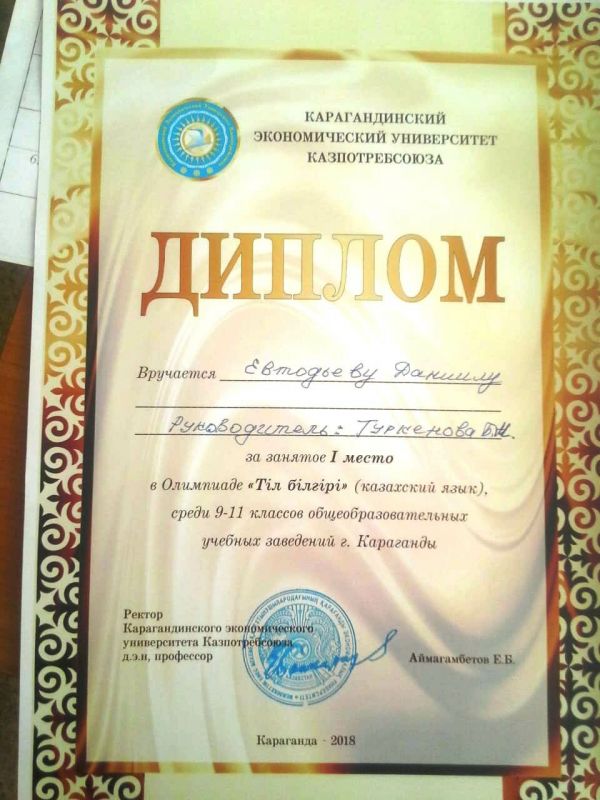 КАРАГАНДИНСКИЙ
ЭКОНОМИЧЕСКИЙ УНИВЕРСИТЕТ
КАЗПОТРЕБСОЮЗА
ДИПЛОМ
Вручается Евтодьеву Даниилу
Руководитель: Туркенова Б.Ж.
за занятое I место
в Олимпиаде «Тіл білгірі» (казахский язык),
среди 9-11 классов общеобразовательных
учебных заведений г. Караганды
Ректор
Карагандинского экономического
университета Казпотребсоюза
д.э.н, профессор Аймагамбетов Е.Б.
Караганда - 2018